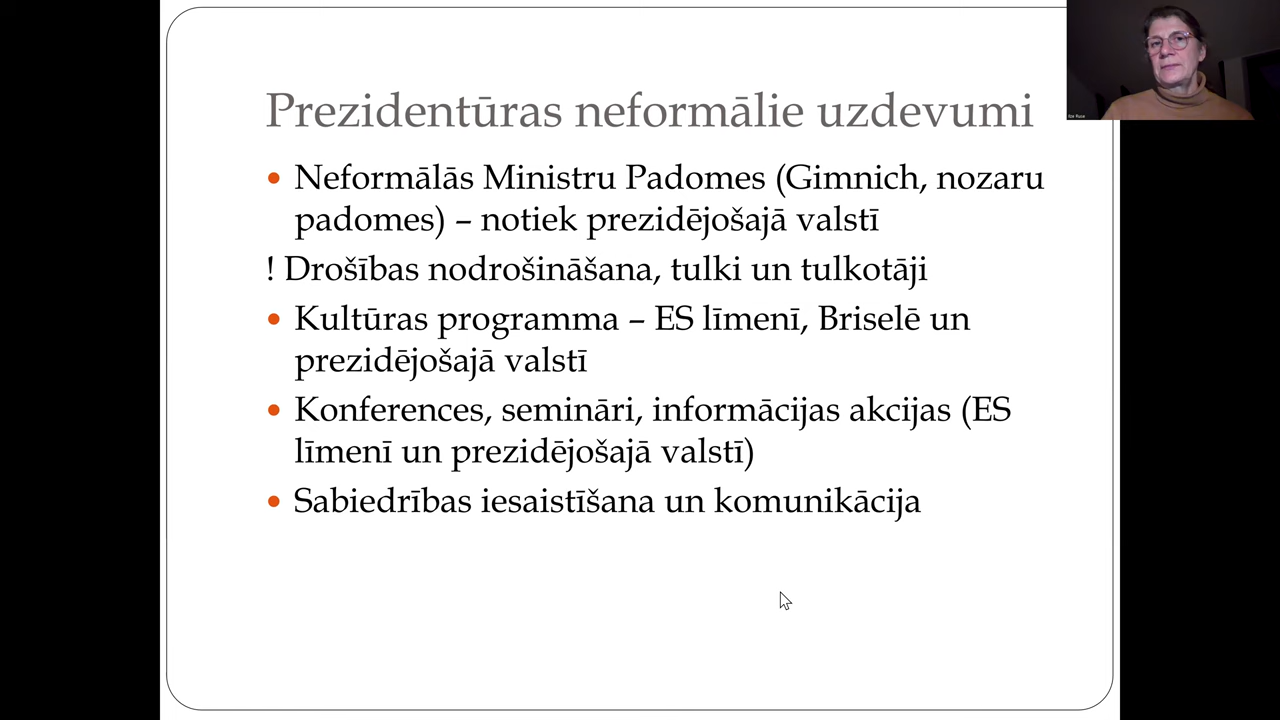 Prezidentūras neformālie uzdevumi
• Neformālās Ministru Padomes (Gimnich, nozaru
padomes) – notiek prezidējošajā valstī
! Drošības nodrošināšana, tulki un tulkotāji
• Kultūras programma – ES līmenī, Briselē un
prezidējošajā valstī
• Konferences, semināri, informācijas akcijas (ES
līmenī un prezidējošajā valstī)
• Sabiedrības iesaistīšana un komunikācija